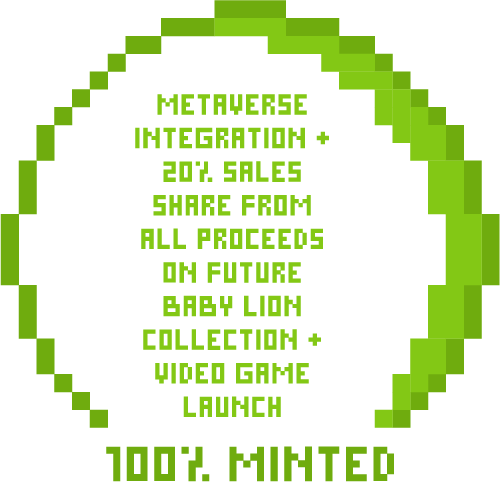 METAVERSE
INTEGRATION +
20% SALES
SHARE FROM
ALL PROCEEDS
ON FUTURE
BABY LION
COLLECTION +
VIDEO GAME
LAUNCH
100% MINTED